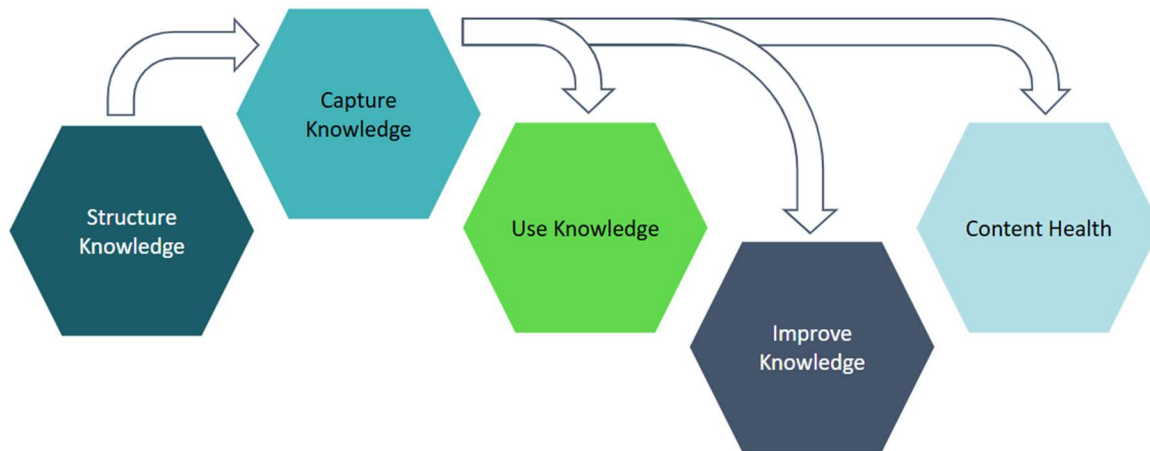 Structure
Knowledge
Capture
Knowledge
Use Knowledge
Improve
Knowledge
Content Health